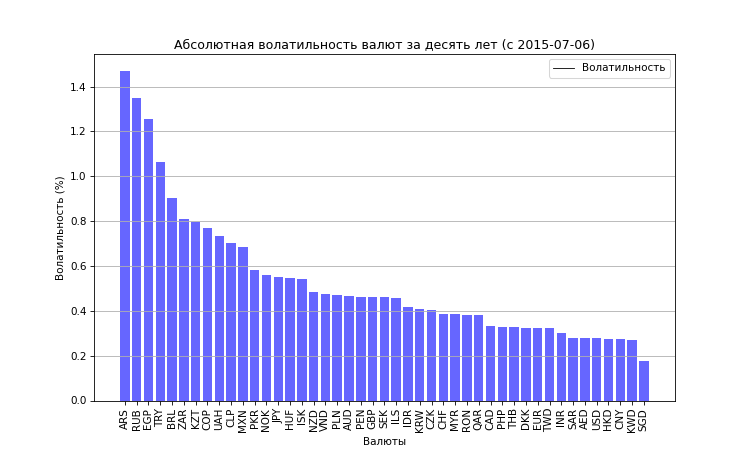 Абсолютная волатильность валют за десять лет (с 2015-07-06)
Волатильность
Волатильность (%)
1.4
1.2
1.0
0.8
0.6
0.4
0.2
0.0
ARS
RUB
EGP
TRY
BRL
ZAR
KZT
COP
UAH
CLP
MXN
PKR
NOK
JPY
HUF
ISK
NZD
VND
PLN
AUD
PEN
GBP
SEK
ILS
IDR
KRW
CZK
CHF
MYR
RON
QAR
CAD
PHP
THB
DKK
EUR
TWD
INR
SAR
AED
USD
HKD
CNY
KWD
SGD
Валюты